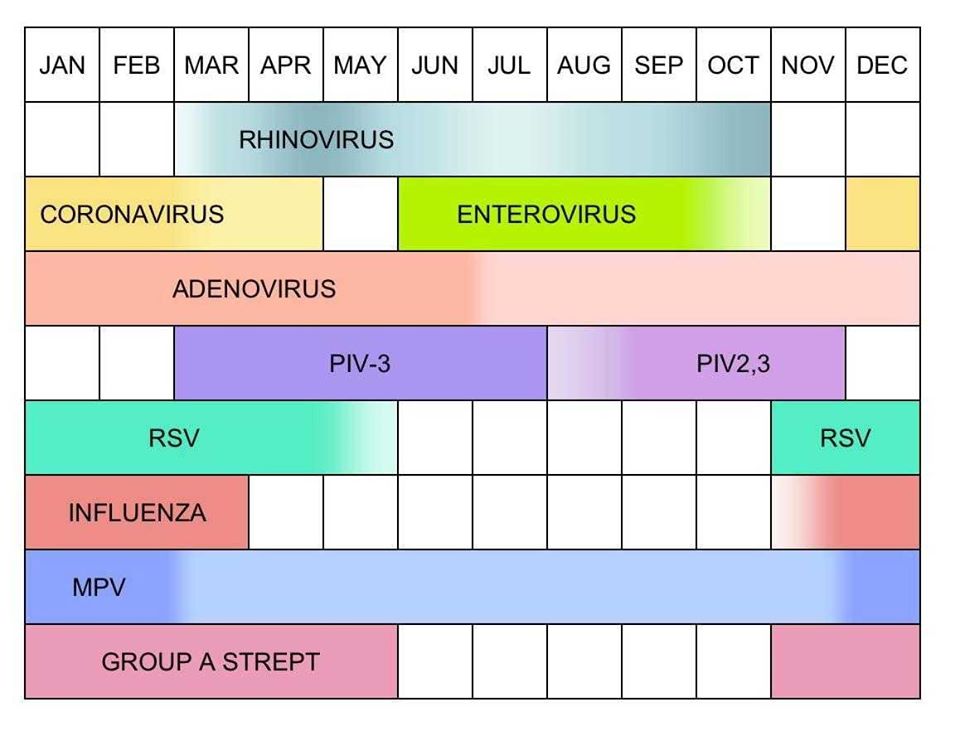 JAN FEB MAR APR MAY JUN JUL AUG SEP OCT NOV DEC
RHINOVIRUS
CORONAVIRUS ENTEROVIRUS
ADENOVIRUS
PIV-3 PIV2,3
RSV RSV
INFLUENZA
MPV
GROUP A STREPT